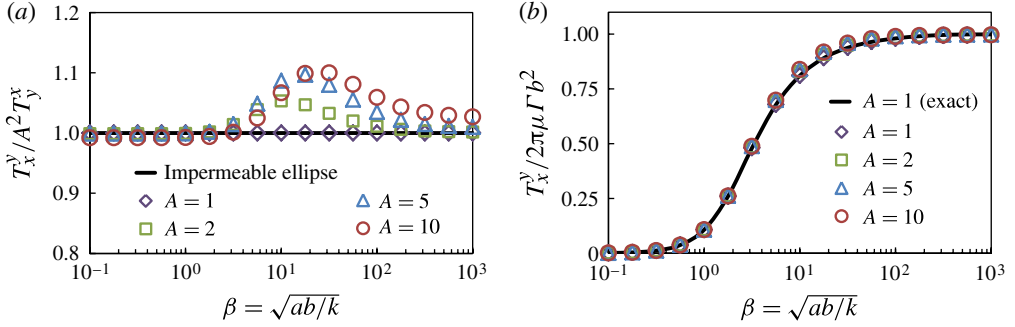 (a)
1.2
1.1
1.0
0.9
0.8
T_x^y/A^2T_y^x
Impermeable ellipse
A = 1
A = 2
A = 5
A = 10
10^{-1} 10^0 10^1 10^2 10^3
β = √ab/k
(b)
1.00
0.75
0.50
0.25
0
T_x^y/2πμΓb^2
A = 1 (exact)
A = 1
A = 2
A = 5
A = 10
10^{-1} 10^0 10^1 10^2 10^3
β = √ab/k